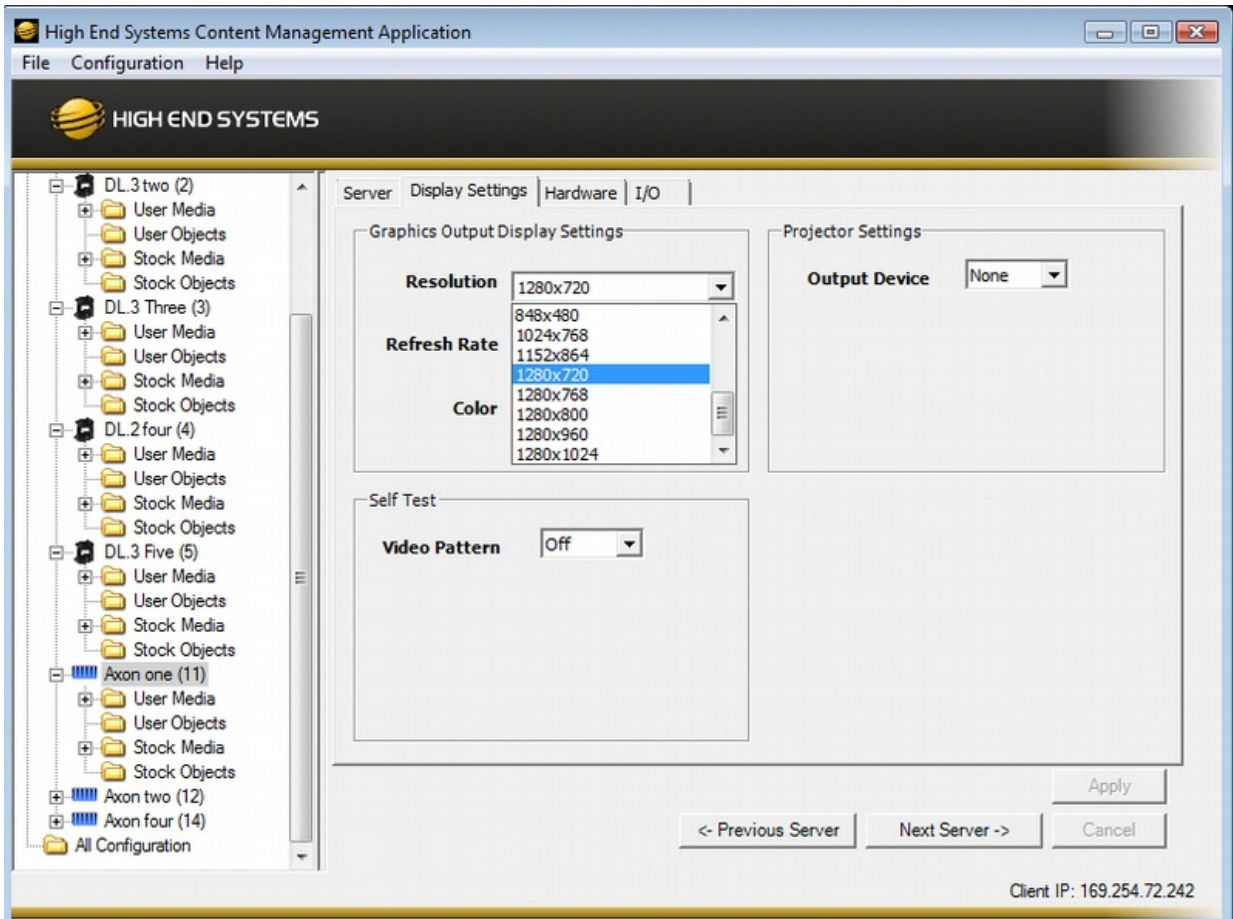 High End Systems Content Management Application
File Configuration Help
HIGH END SYSTEMS
DL.3 two (2)
User Media
User Objects
Stock Media
Stock Objects
DL.3 Three (3)
User Media
User Objects
Stock Media
Stock Objects
DL.2 four (4)
User Media
User Objects
Stock Media
Stock Objects
DL.3 Five (5)
User Media
User Objects
Stock Media
Stock Objects
Axon one (11)
User Media
User Objects
Stock Media
Stock Objects
Axon two (12)
Axon four (14)
All Configuration
Server Display Settings Hardware I/O
Graphics Output Display Settings
Resolution 1280x720
848x480
1024x768
1152x864
1280x720
1280x768
1280x800
1280x960
1280x1024
Refresh Rate
Color
Projector Settings
Output Device None
Self Test
Video Pattern Off
Apply
<- Previous Server Next Server -> Cancel
Client IP: 169.254.72.242